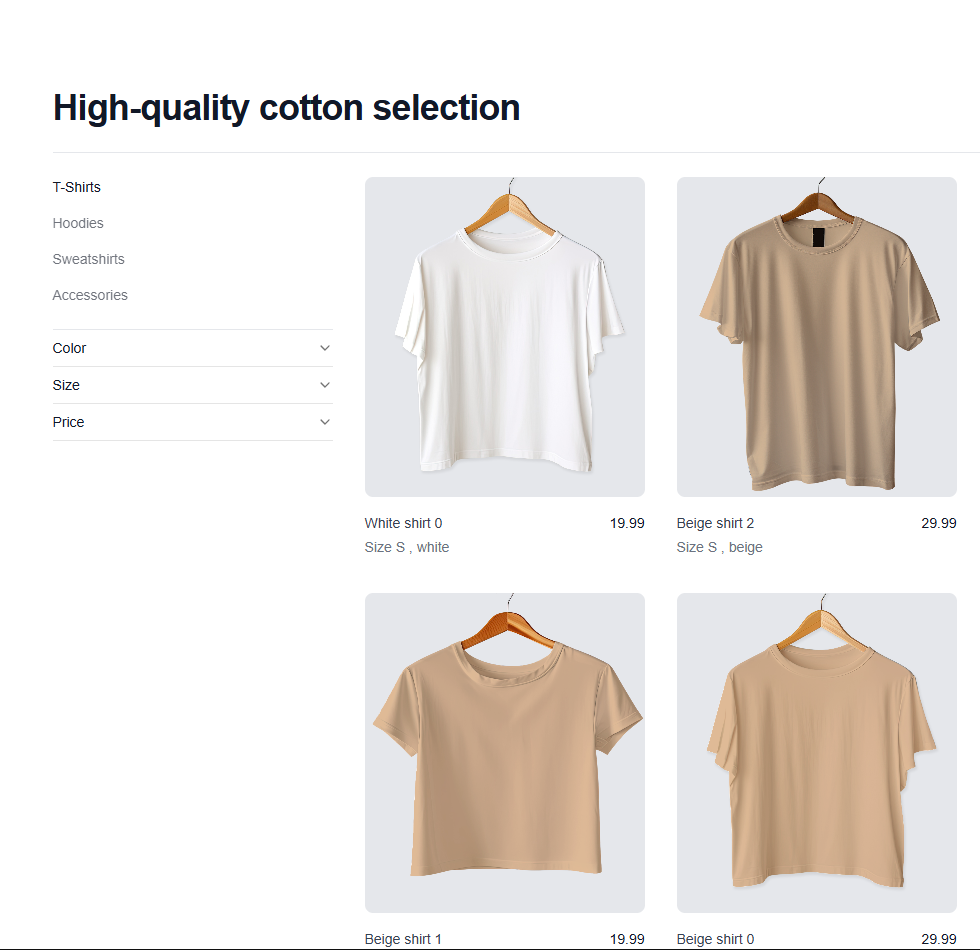 High-quality cotton selection
T-Shirts
Hoodies
Sweatshirts
Accessories
Color
Size
Price
White shirt 0 19.99
Size S , white
Beige shirt 2 29.99
Size S , beige
Beige shirt 1 19.99
Beige shirt 0 29.99